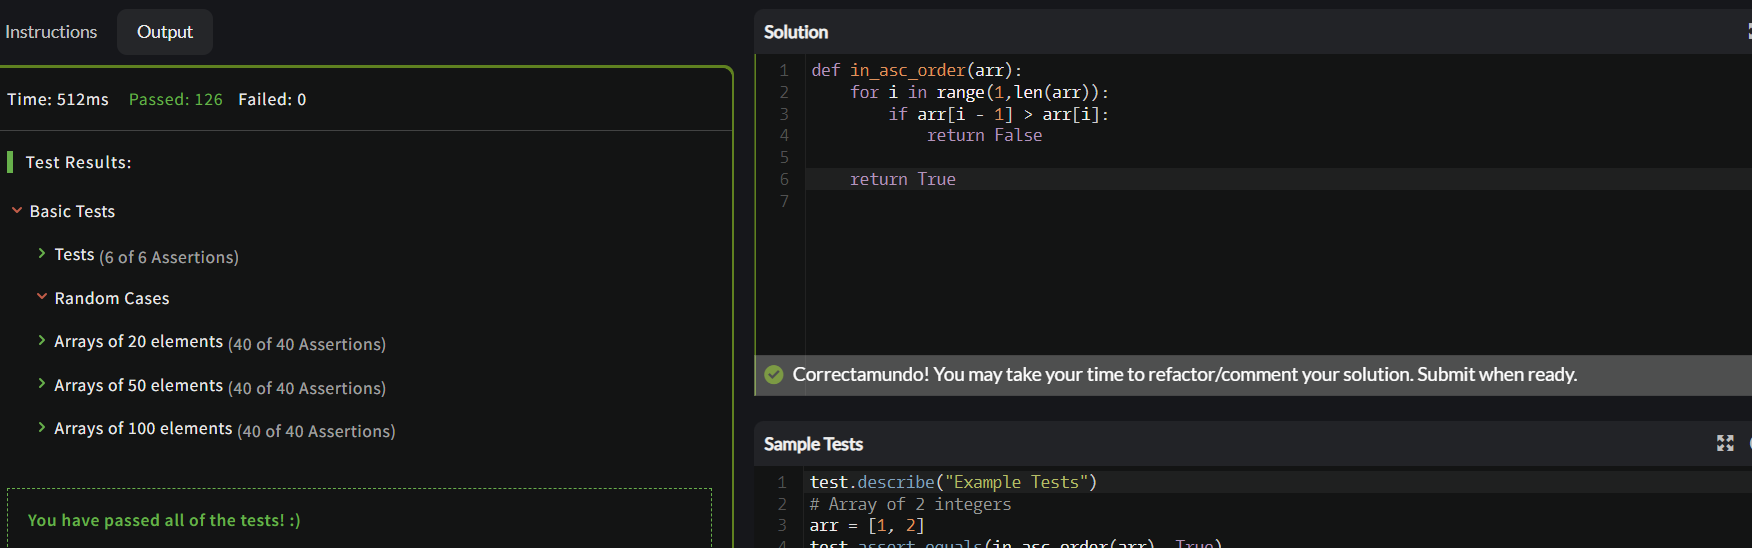 Instructions Output
Time: 512ms Passed: 126 Failed: 0
Test Results:
Basic Tests
Tests (6 of 6 Assertions)
Random Cases
Arrays of 20 elements (40 of 40 Assertions)
Arrays of 50 elements (40 of 40 Assertions)
Arrays of 100 elements (40 of 40 Assertions)
You have passed all of the tests! :)
Solution
1 def in_asc_order(arr):
2     for i in range(1,len(arr)):
3         if arr[i - 1] > arr[i]:
4             return False
5
6     return True
7
Correctamundo! You may take your time to refactor/comment your solution. Submit when ready.
Sample Tests
1 test.describe("Example Tests")
2 # Array of 2 integers
3 arr = [1, 2]
4 test.assert_equals(in_asc_order(arr), True)